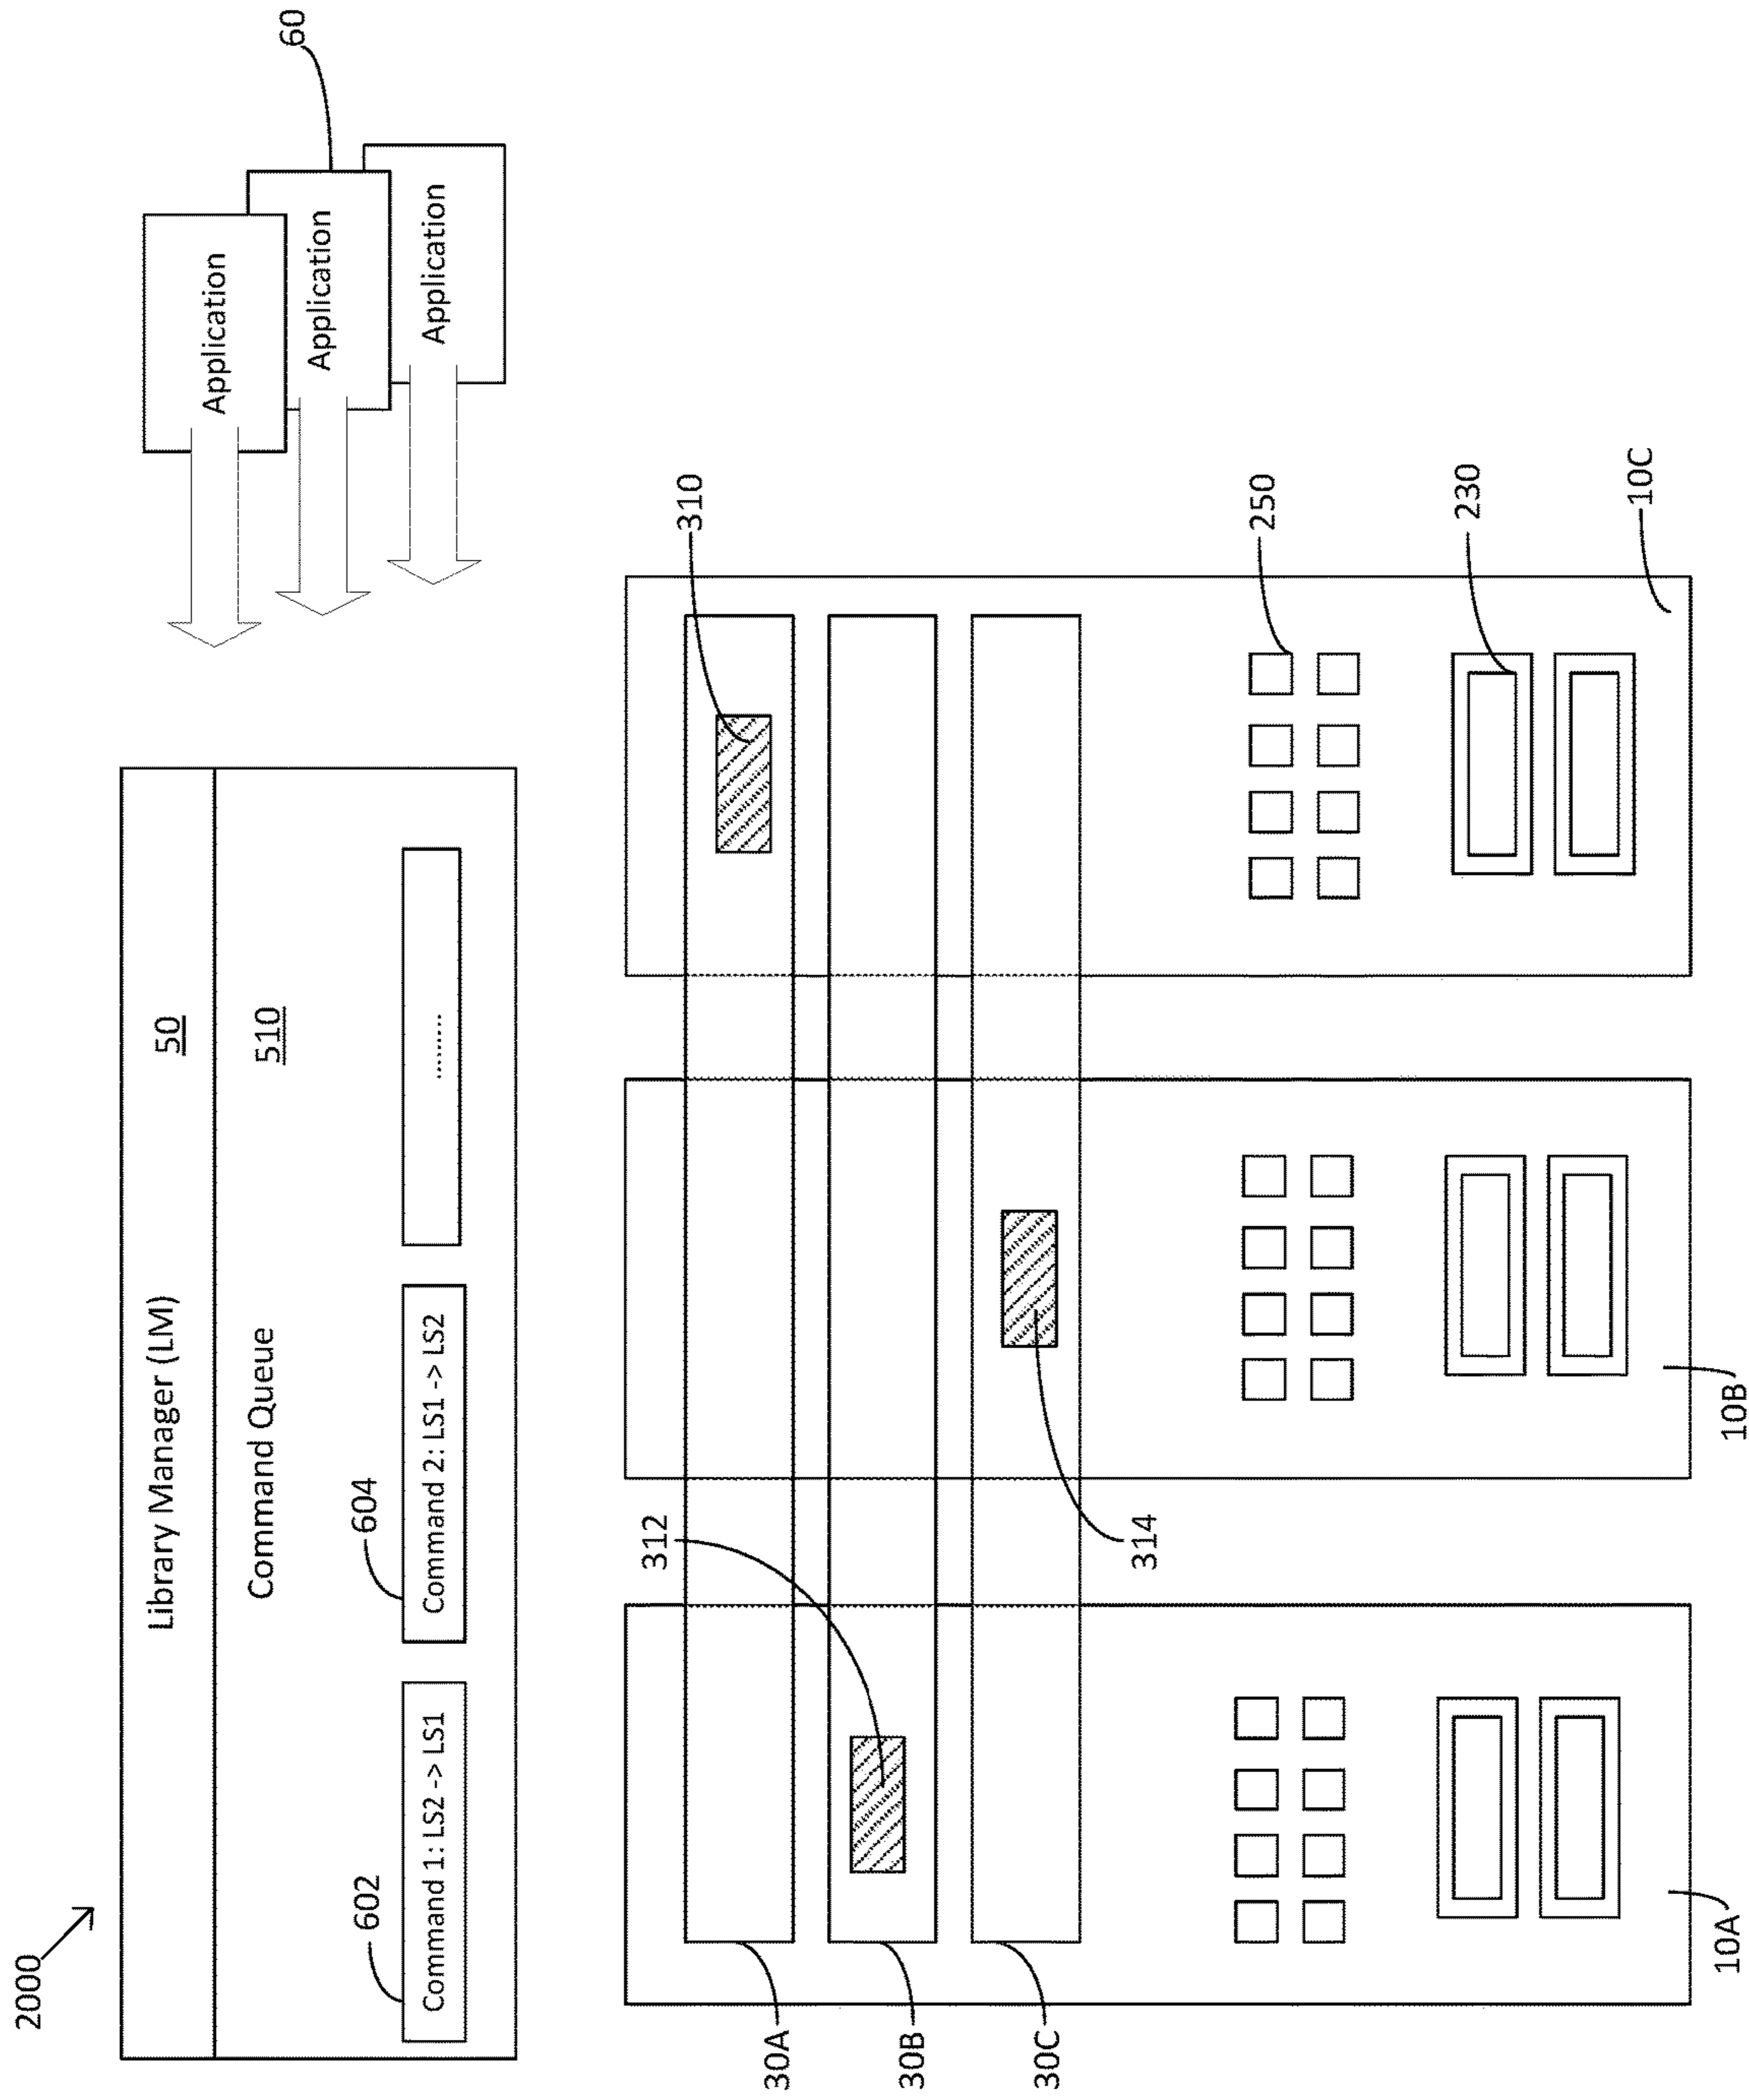 2000
Library Manager (LM)
50
Command Queue
510
602
604
Command 1: LS2 -> LS1
Command 2: LS1 -> LS2
.........
Application
Application
Application
60
312
310
30A
30B
30C
314
250
230
10A
10B
10C